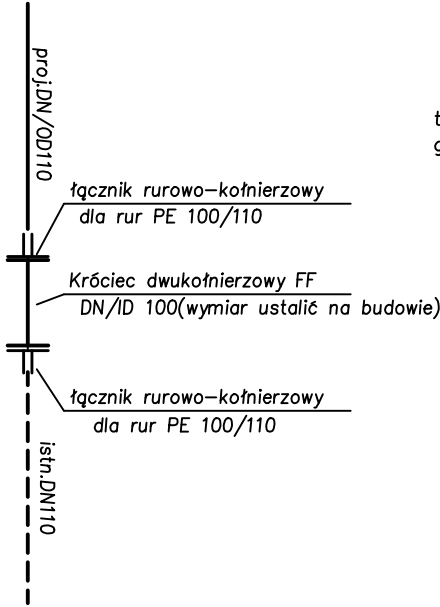 proj.DN/OD110
t
g
łącznik rurowo-kołnierzowy
dla rur PE 100/110
Króciec dwukołnierzowy FF
DN/ID 100(wymiar ustalić na budowie)
łącznik rurowo-kołnierzowy
dla rur PE 100/110
istn.DN110